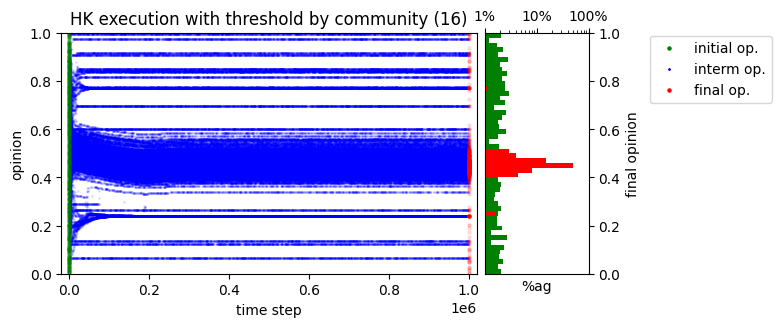 HK execution with threshold by community (16)
1% 10% 100%
initial op.
interm op.
final op.
opinion
1.0
0.8
0.6
0.4
0.2
0.0
0.0 0.2 0.4 0.6 0.8 1.0
1e6
time step
%ag
1.0
0.8
0.6
0.4
0.2
0.0
final opinion